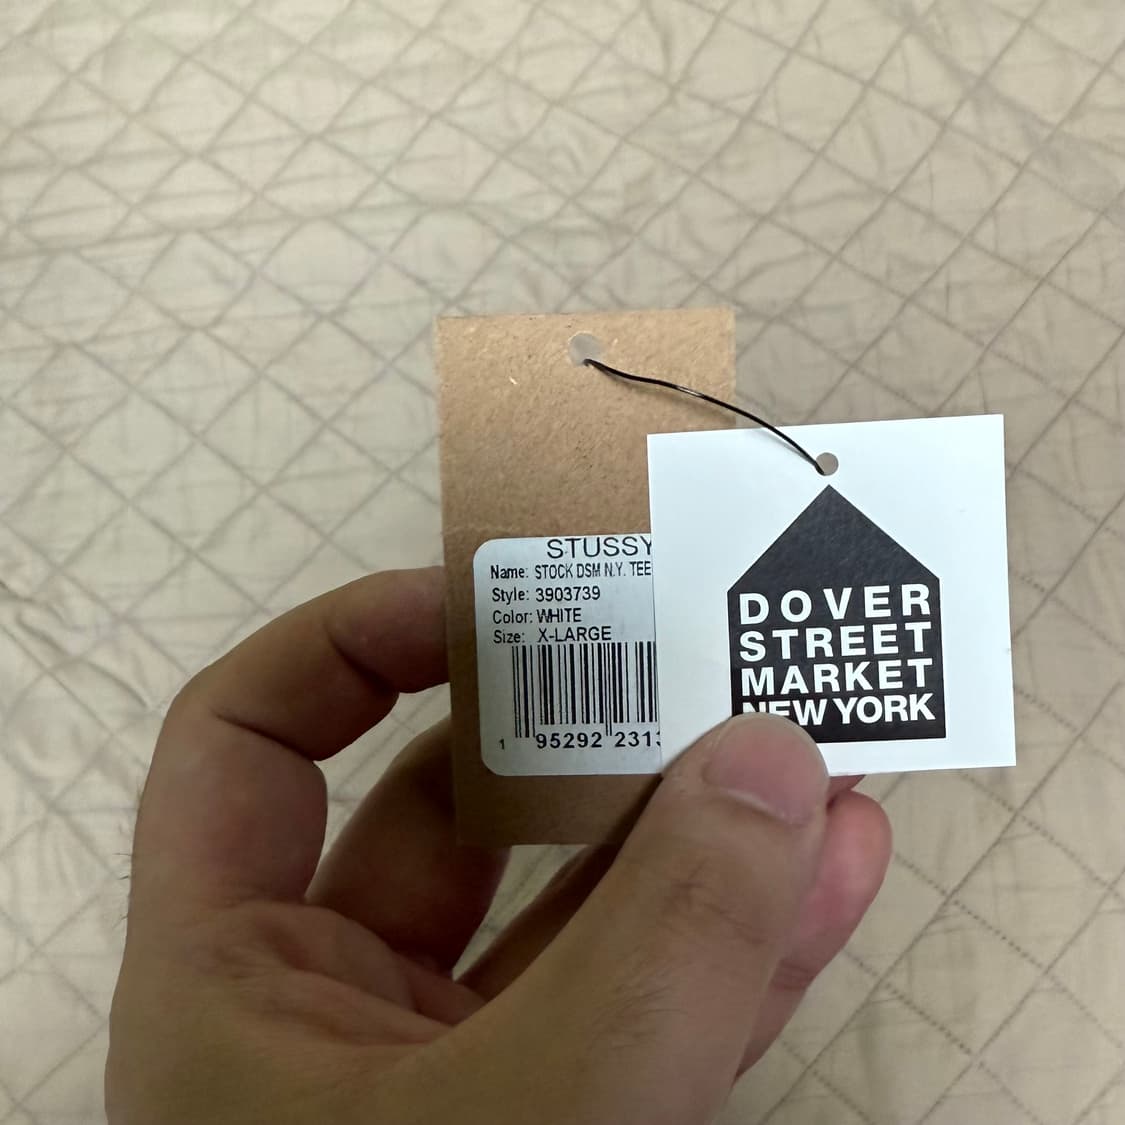 STUSSY
Name: STOCK DSM N.Y. TEE
Style: 3903739
Color: WHITE
Size: X-LARGE
1 95292 2313
DOVER
STREET
MARKET
NEW YORK